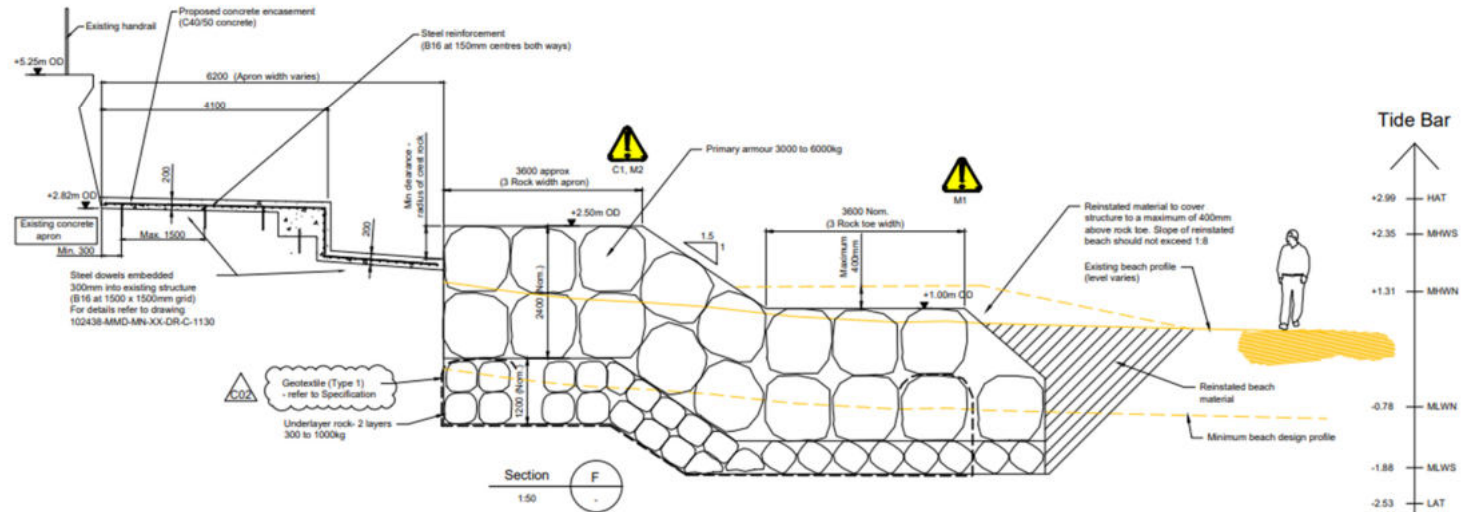 Existing handrail
Proposed concrete encasement
(C40/50 concrete)
Steel reinforcement
(B16 at 150mm centres both ways)
+5.25m OD
6200 (Apron width varies)
4100
200
+2.82m OD
Existing concrete
apron
Min. 300
Max. 1500
200
Steel dowels embedded
300mm into existing structure
(B16 at 1500 x 1500mm grid)
For details refer to drawing
102438-MMD-MN-XX-DR-C-1130
Min clearance -
radius of crest rock
3600 approx
(3 Rock width apron)
C1, M2
Primary armour 3000 to 6000kg
+2.50m OD
1.5
1
2400 (Nom.)
1200 (Nom.)
C02
Geotextile (Type 1)
- refer to Specification
Underlayer rock- 2 layers
300 to 1000kg
M1
3600 Nom.
(3 Rock toe width)
Maximum
400mm
+1.00m OD
Reinstated material to cover
structure to a maximum of 400mm
above rock toe. Slope of reinstated
beach should not exceed 1:8
Existing beach profile
(level varies)
Reinstated beach
material
Minimum beach design profile
Section
F
1:50
-
Tide Bar
+2.99 HAT
+2.35 MHWS
+1.31 MHWN
-0.78 MLWN
-1.88 MLWS
-2.53 LAT